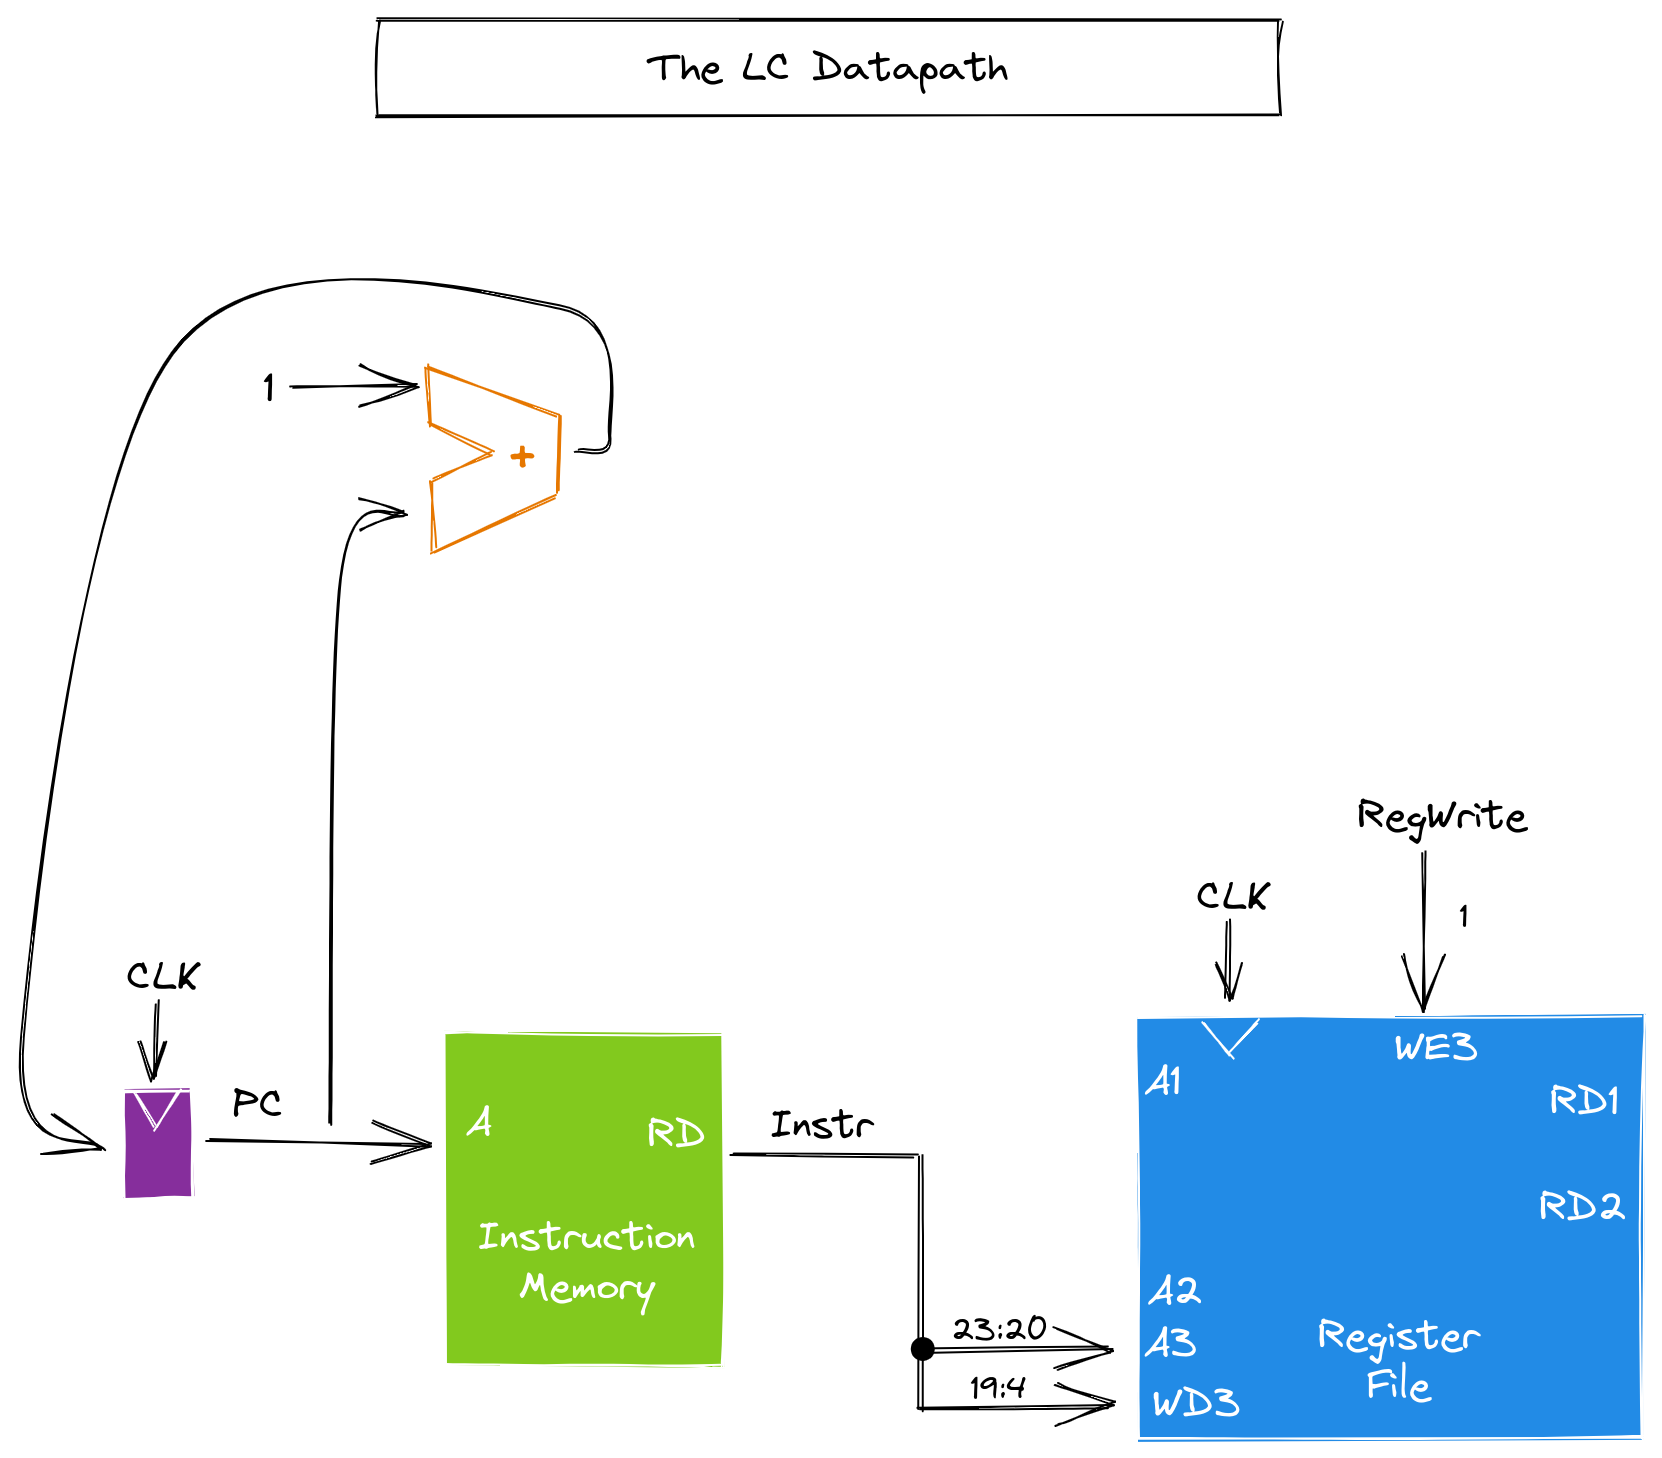 The LC Datapath
1
+
RegWrite
CLK
1
CLK
PC
A
RD
Instruction
Memory
Instr
23:20
19:4
WE3
A1
RD1
RD2
A2
A3
WD3
Register
File